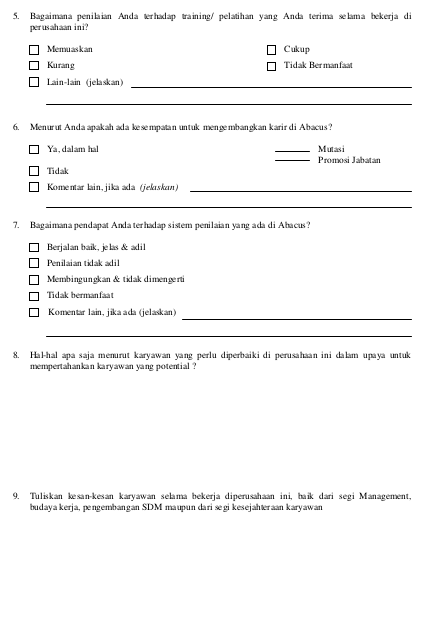 5. Bagaimana penilaian Anda terhadap training/ pelatihan yang Anda terima selama bekerja di
perusahaan ini?
Memuaskan Cukup
Kurang Tidak Bermanfaat
Lain-lain (jelaskan)
6. Menurut Anda apakah ada kesempatan untuk mengembangkan karir di Abacus?
Ya, dalam hal Mutasi
Promosi Jabatan
Tidak
Komentar lain, jika ada (jelaskan)
7. Bagaimana pendapat Anda terhadap sistem penilaian yang ada di Abacus?
Berjalan baik, jelas & adil
Penilaian tidak adil
Membingungkan & tidak dimengerti
Tidak bermanfaat
Komentar lain, jika ada (jelaskan)
8. Hal-hal apa saja menurut karyawan yang perlu diperbaiki di perusahaan ini dalam upaya untuk
mempertahankan karyawan yang potential ?
9. Tuliskan kesan-kesan karyawan selama bekerja diperusahaan ini, baik dari segi Management,
budaya kerja, pengembangan SDM maupun dari segi kesejahteraan karyawan